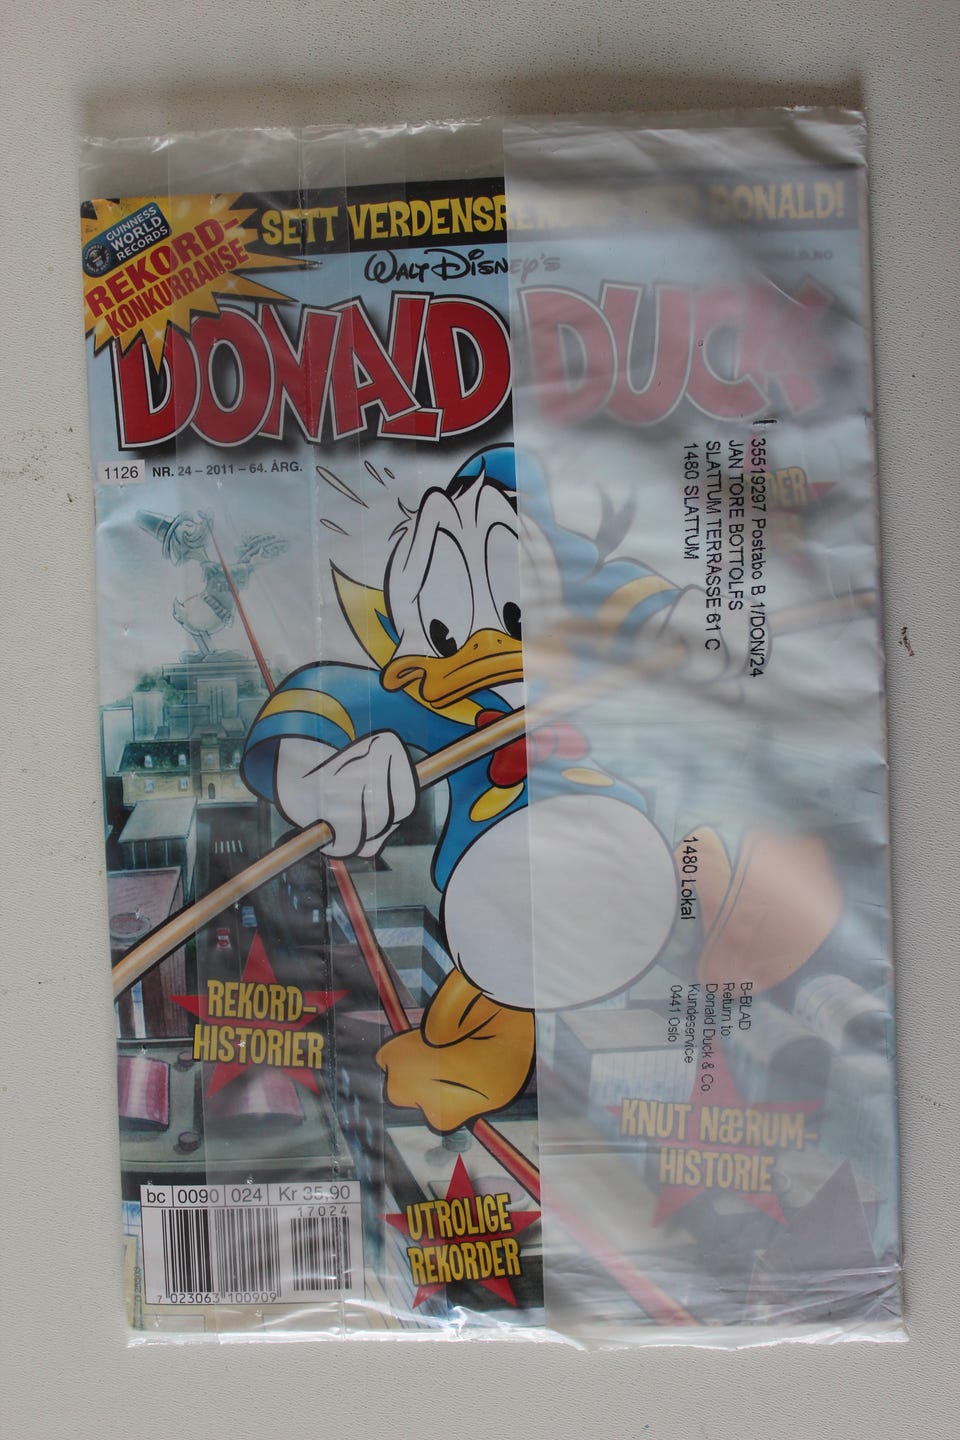 GUINNESS
WORLD
RECORDS
REKORD-
KONKURRANSE
SETT VERDENSREKORD MED DONALD!
WALT DISNEY'S
DONALD DUCK
1126 NR. 24 – 2011 – 64. ÅRG.
35519297 Postabo B 1/DON/24
JAN TORE BOTTOLFS
SLATTUM TERRASSE 61 C
1480 SLATTUM
1480 Lokal
B-BLAD
Return to:
Donald Duck & Co.
Kundeservice
0441 Oslo
REKORD-
HISTORIER
KNUT NÆRUM-
HISTORIE
UTROLIGE
REKORDER
bc 0090 024 Kr 35,90
17024
7 023063 100909